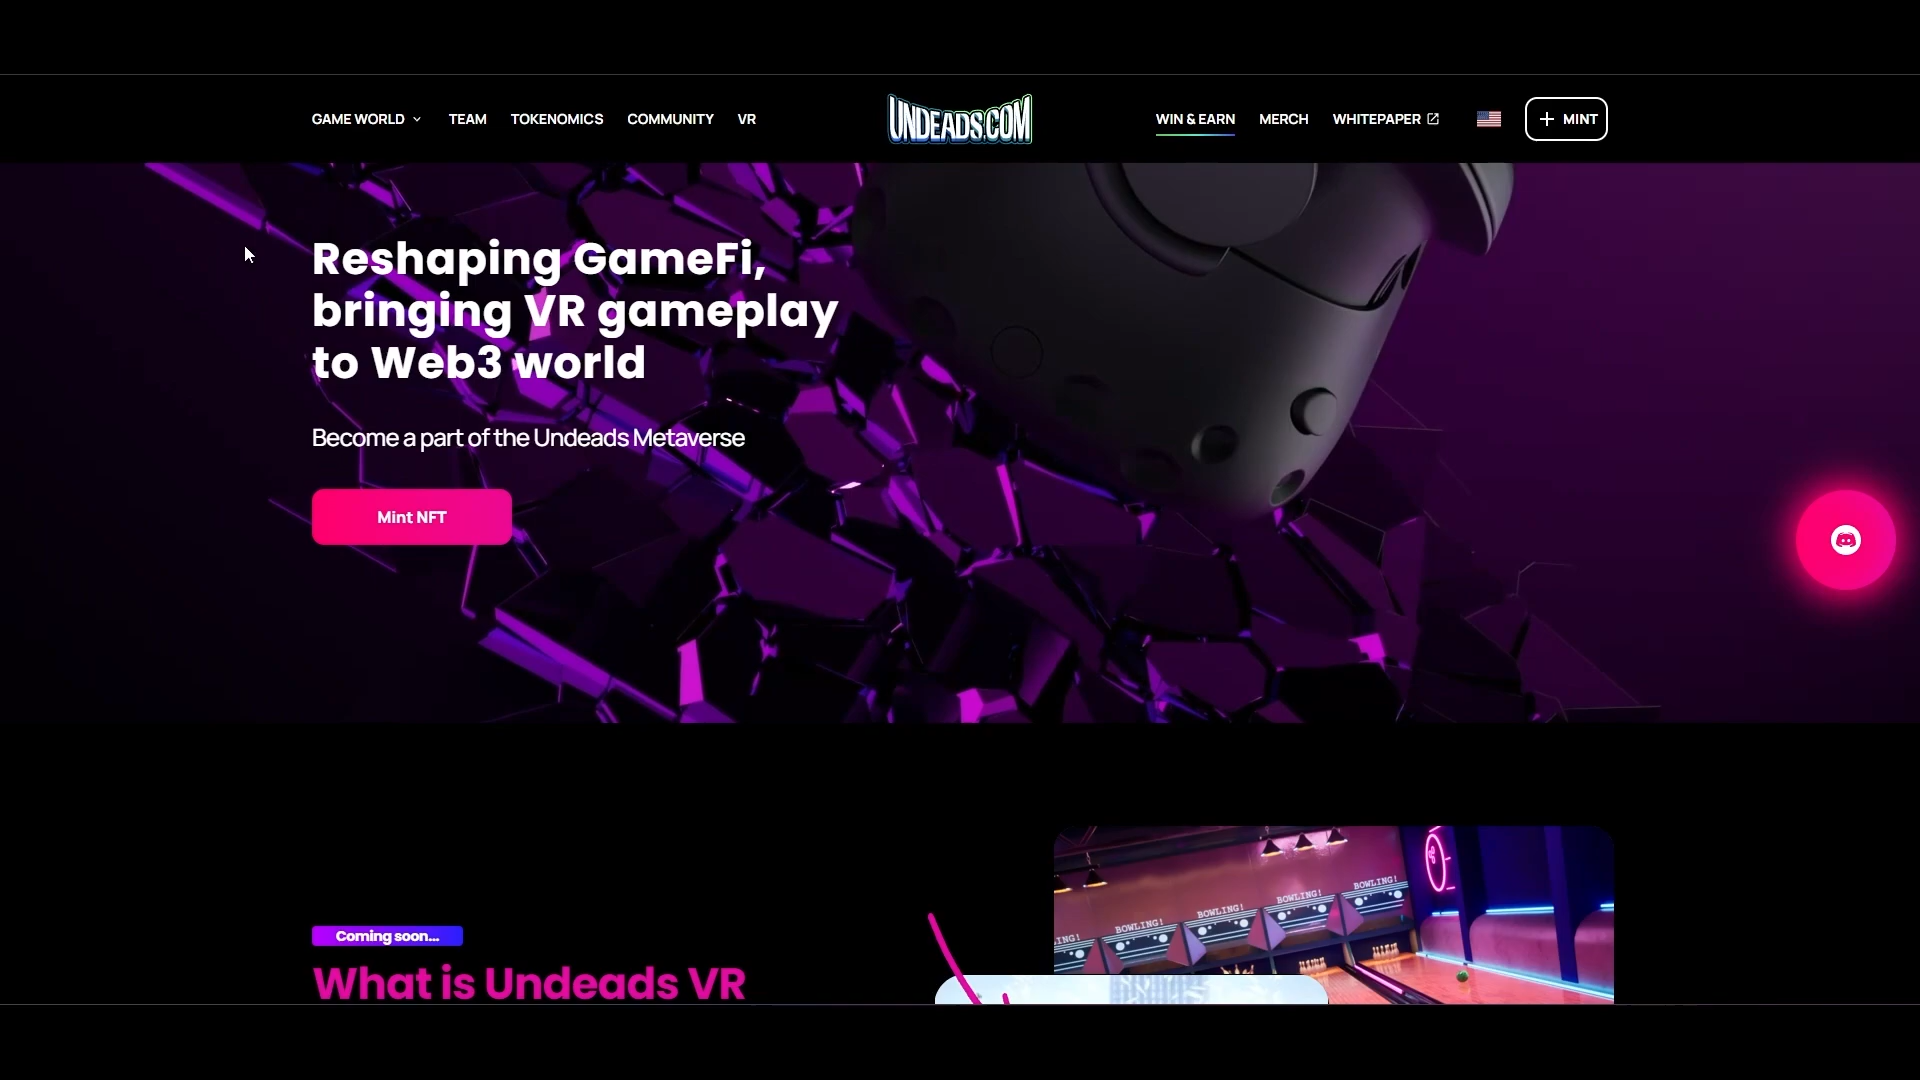 GAME WORLD
TEAM
TOKENOMICS
COMMUNITY
VR
UNDEADS.COM
WIN & EARN
MERCH
WHITEPAPER
MINT
Reshaping GameFi,
bringing VR gameplay
to Web3 world
Become a part of the Undeads Metaverse
Mint NFT
BOWLING!
BOWLING!
BOWLING!
BOWLING!
LING!
Coming soon...
What is Undeads VR